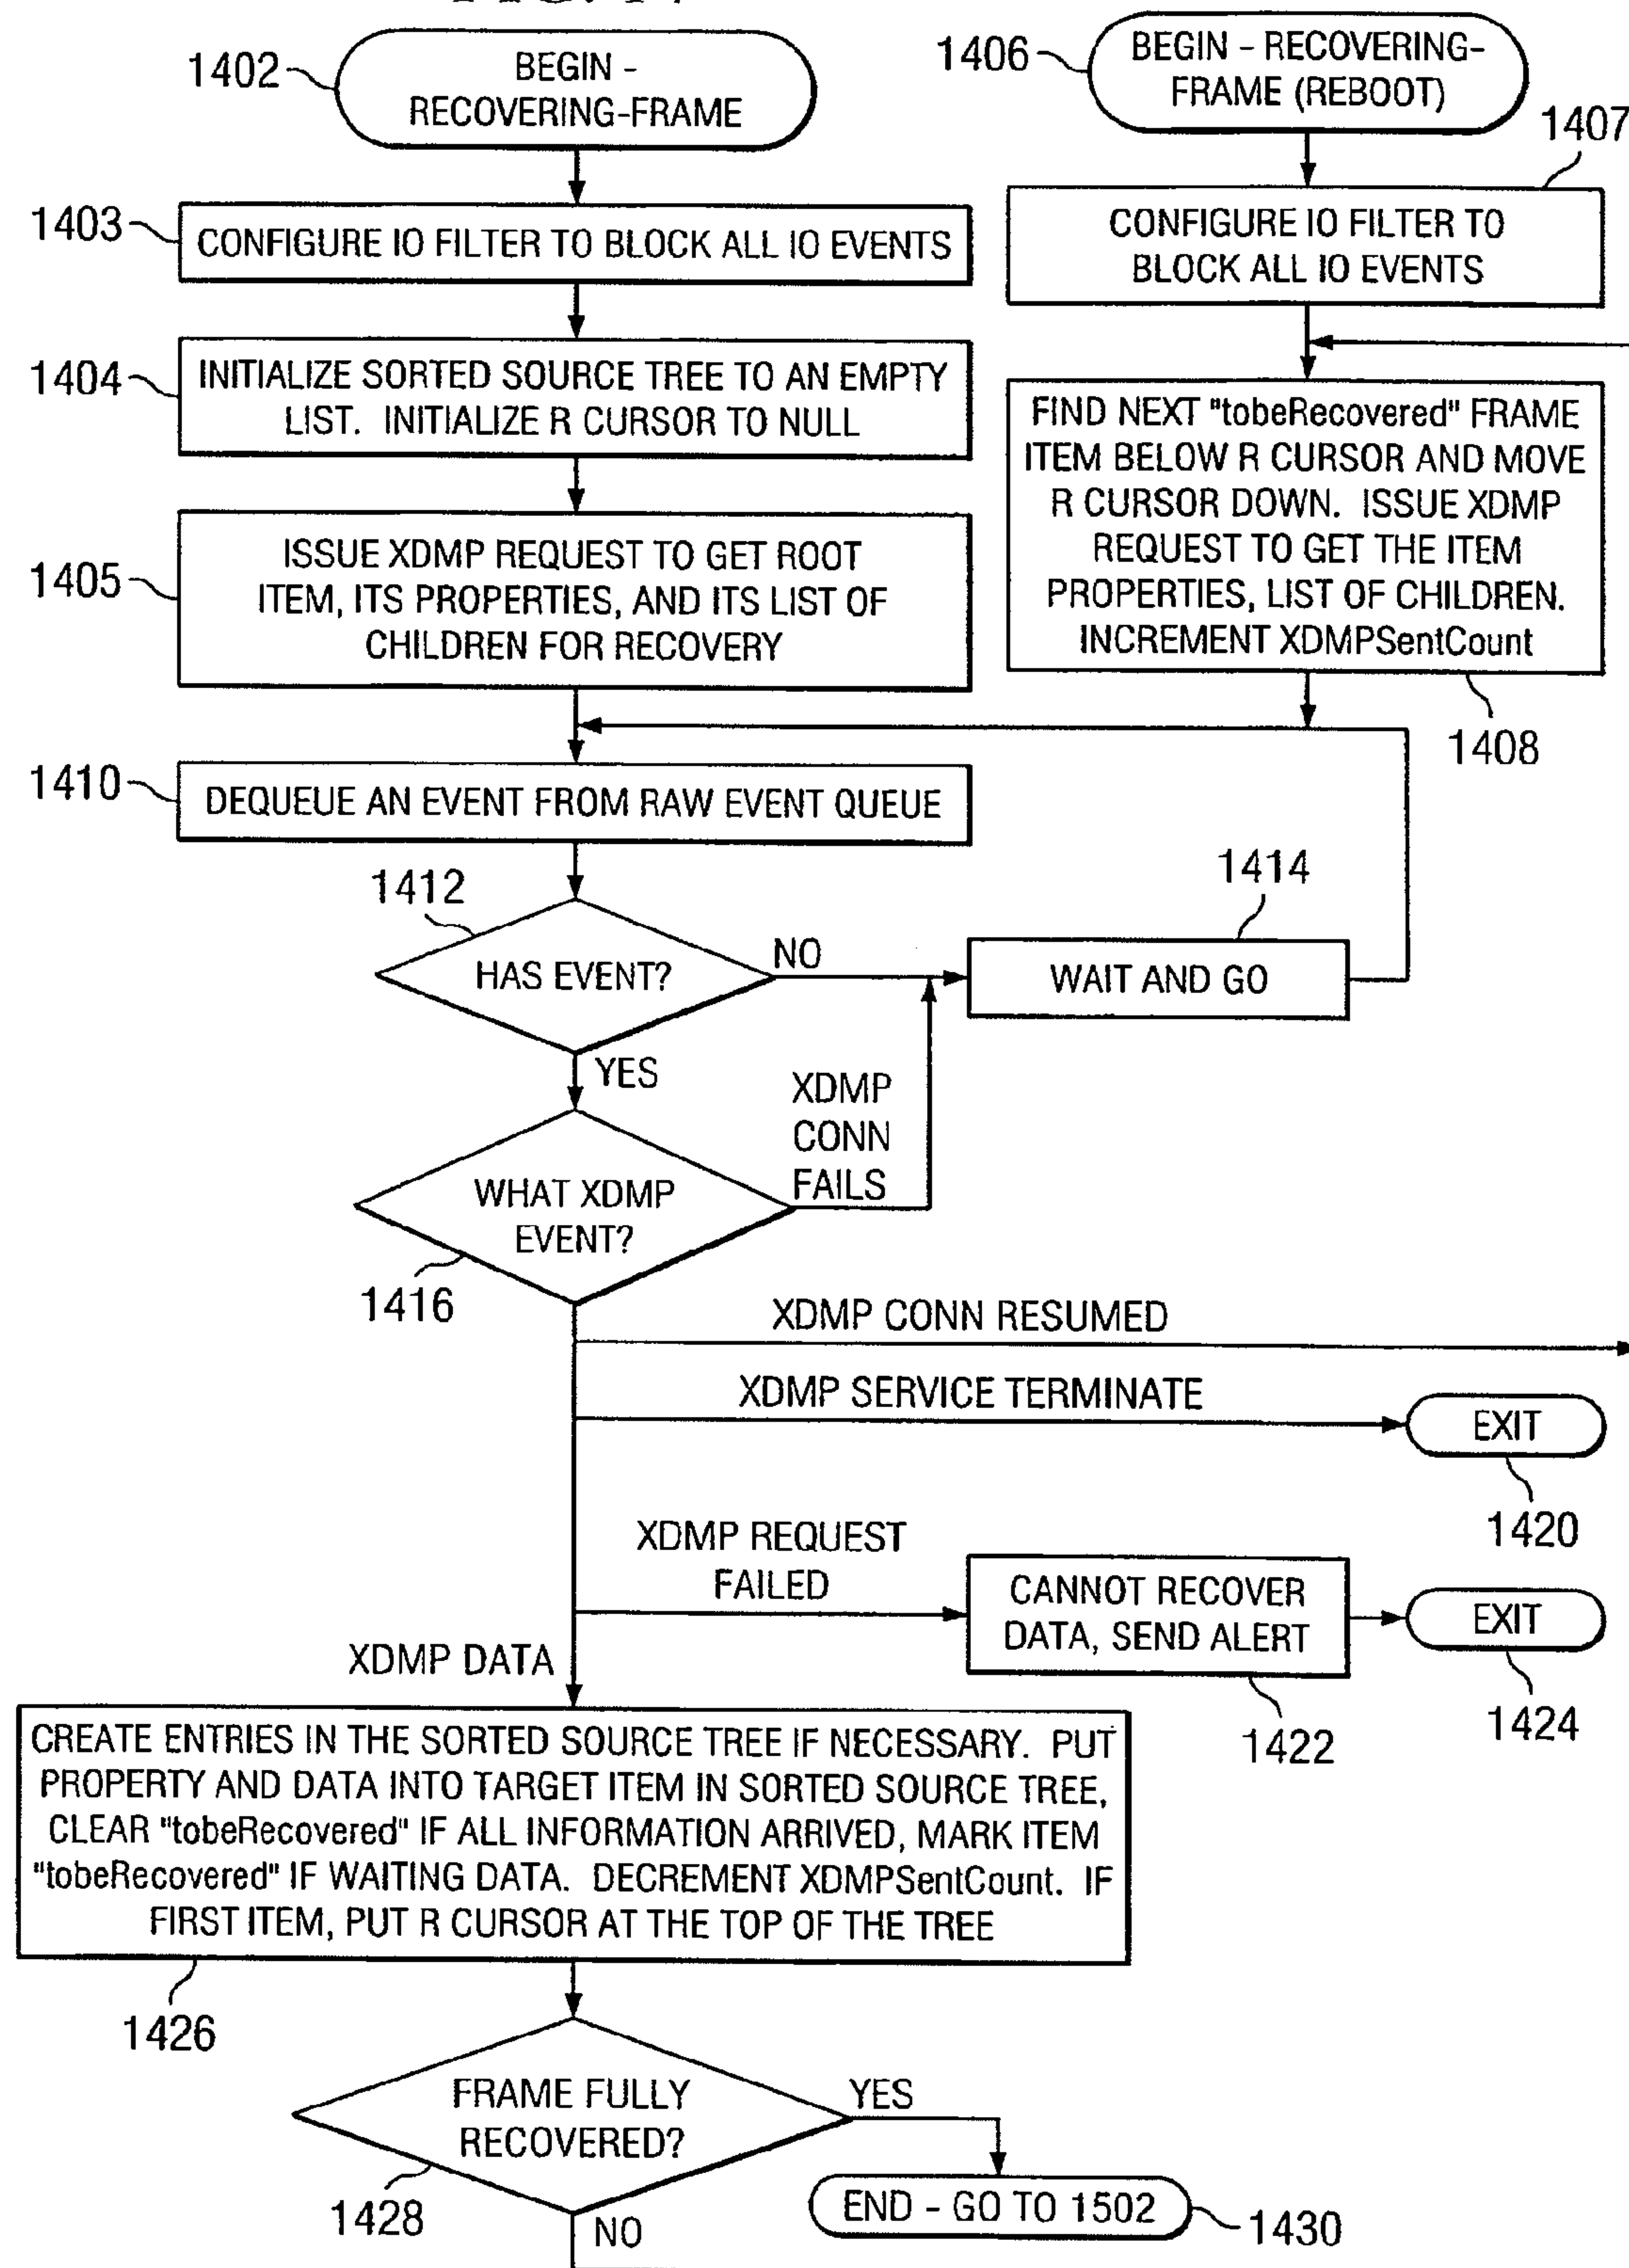 1402
BEGIN -
RECOVERING-FRAME
1406
BEGIN - RECOVERING-
FRAME (REBOOT)
1407
1403
CONFIGURE IO FILTER TO BLOCK ALL IO EVENTS
CONFIGURE IO FILTER TO
BLOCK ALL IO EVENTS
1404
INITIALIZE SORTED SOURCE TREE TO AN EMPTY
LIST. INITIALIZE R CURSOR TO NULL
FIND NEXT "tobeRecovered" FRAME
ITEM BELOW R CURSOR AND MOVE
R CURSOR DOWN. ISSUE XDMP
REQUEST TO GET THE ITEM
PROPERTIES, LIST OF CHILDREN.
INCREMENT XDMPSentCount
1408
1405
ISSUE XDMP REQUEST TO GET ROOT
ITEM, ITS PROPERTIES, AND ITS LIST OF
CHILDREN FOR RECOVERY
1410
DEQUEUE AN EVENT FROM RAW EVENT QUEUE
1412
HAS EVENT?
NO
1414
WAIT AND GO
YES
XDMP
CONN
FAILS
WHAT XDMP
EVENT?
1416
XDMP CONN RESUMED
XDMP SERVICE TERMINATE
EXIT
1420
XDMP REQUEST
FAILED
CANNOT RECOVER
DATA, SEND ALERT
1422
EXIT
1424
XDMP DATA
CREATE ENTRIES IN THE SORTED SOURCE TREE IF NECESSARY. PUT
PROPERTY AND DATA INTO TARGET ITEM IN SORTED SOURCE TREE,
CLEAR "tobeRecovered" IF ALL INFORMATION ARRIVED, MARK ITEM
"tobeRecovered" IF WAITING DATA. DECREMENT XDMPSentCount. IF
FIRST ITEM, PUT R CURSOR AT THE TOP OF THE TREE
1426
FRAME FULLY
RECOVERED?
YES
1428
NO
END - GO TO 1502
1430